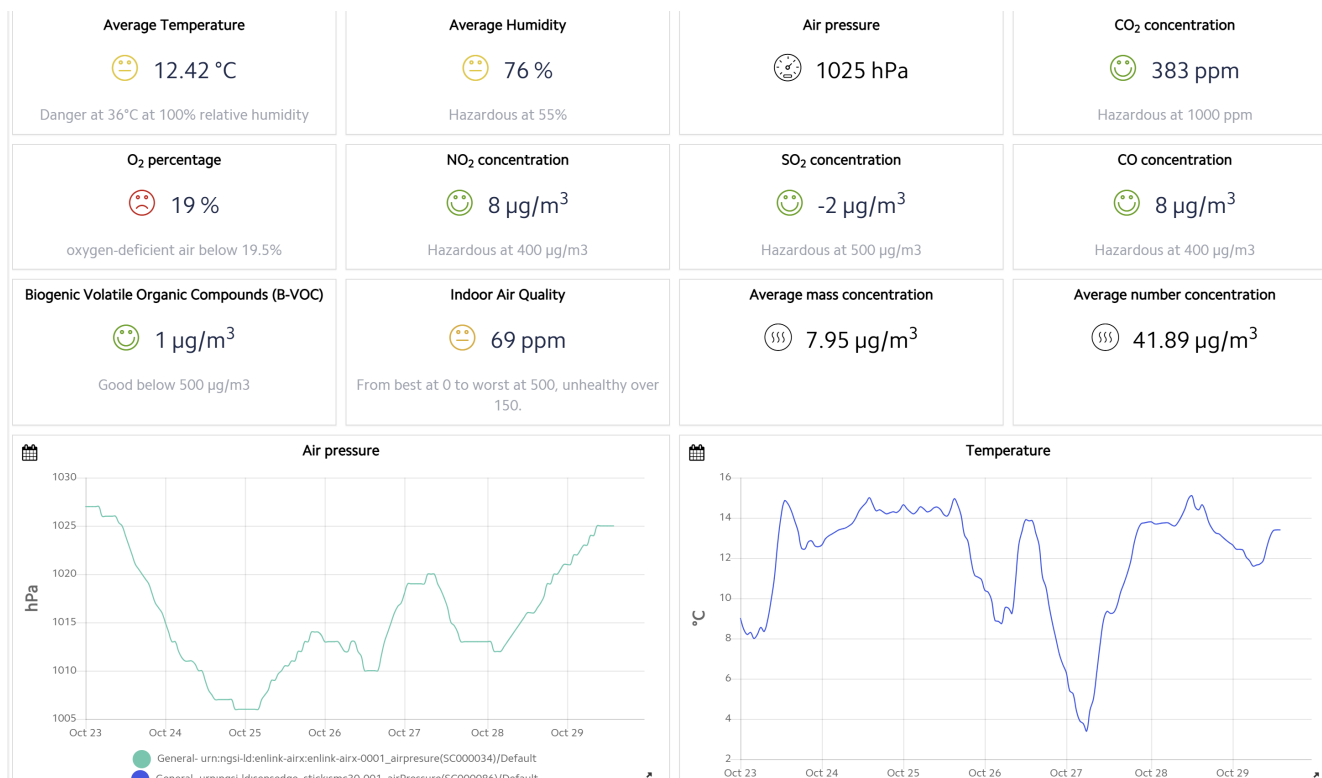 Average Temperature
12.42 °C
Danger at 36°C at 100% relative humidity
Average Humidity
76 %
Hazardous at 55%
Air pressure
1025 hPa
CO₂ concentration
383 ppm
Hazardous at 1000 ppm
O₂ percentage
19 %
oxygen-deficient air below 19.5%
NO₂ concentration
8 μg/m³
Hazardous at 400 μg/m3
SO₂ concentration
-2 μg/m³
Hazardous at 500 μg/m3
CO concentration
8 μg/m³
Hazardous at 400 μg/m3
Biogenic Volatile Organic Compounds (B-VOC)
1 μg/m³
Good below 500 μg/m3
Indoor Air Quality
69 ppm
From best at 0 to worst at 500, unhealthy over
150.
Average mass concentration
7.95 μg/m³
Average number concentration
41.89 μg/m³
Air pressure
hPa
1030
1025
1020
1015
1010
1005
Oct 23 Oct 24 Oct 25 Oct 26 Oct 27 Oct 28 Oct 29
General- urn:ngsi-ld:enlink-airx:enlink-airx-0001_airpresure(SC000034)/Default
Temperature
°C
16
14
12
10
8
6
4
2
Oct 23 Oct 24 Oct 25 Oct 26 Oct 27 Oct 28 Oct 29